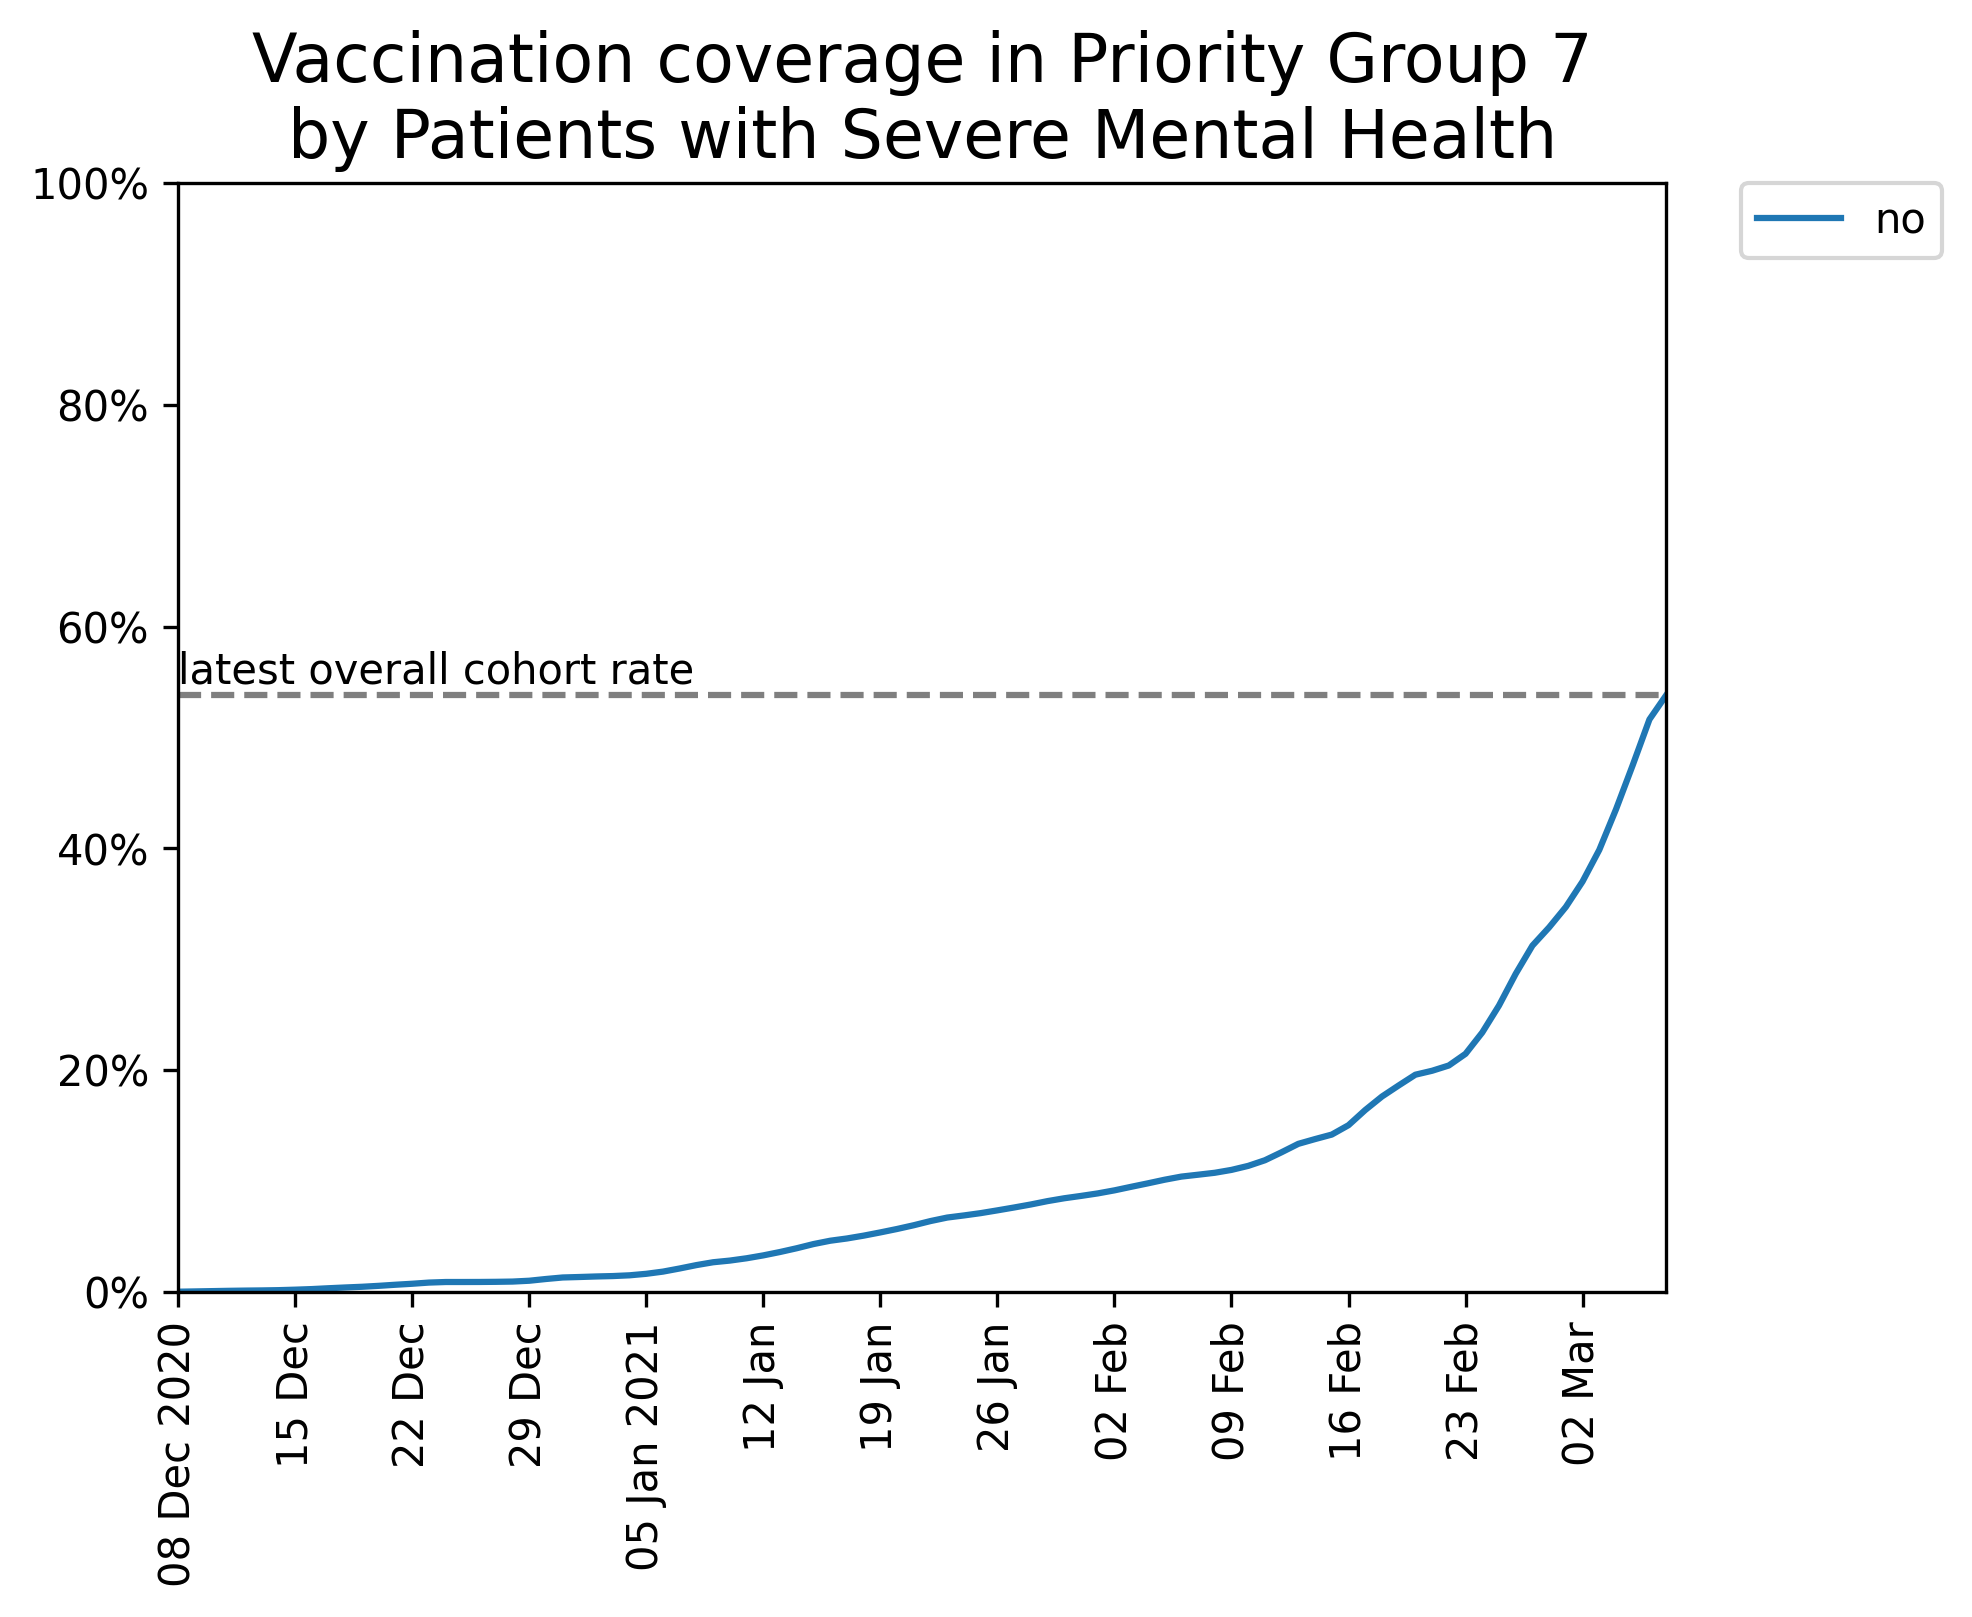 Vaccination coverage in Priority Group 7
by Patients with Severe Mental Health
no
100%
80%
60%
latest overall cohort rate
40%
20%
0%
08 Dec 2020
15 Dec
22 Dec
29 Dec
05 Jan 2021
12 Jan
19 Jan
26 Jan
02 Feb
09 Feb
16 Feb
23 Feb
02 Mar